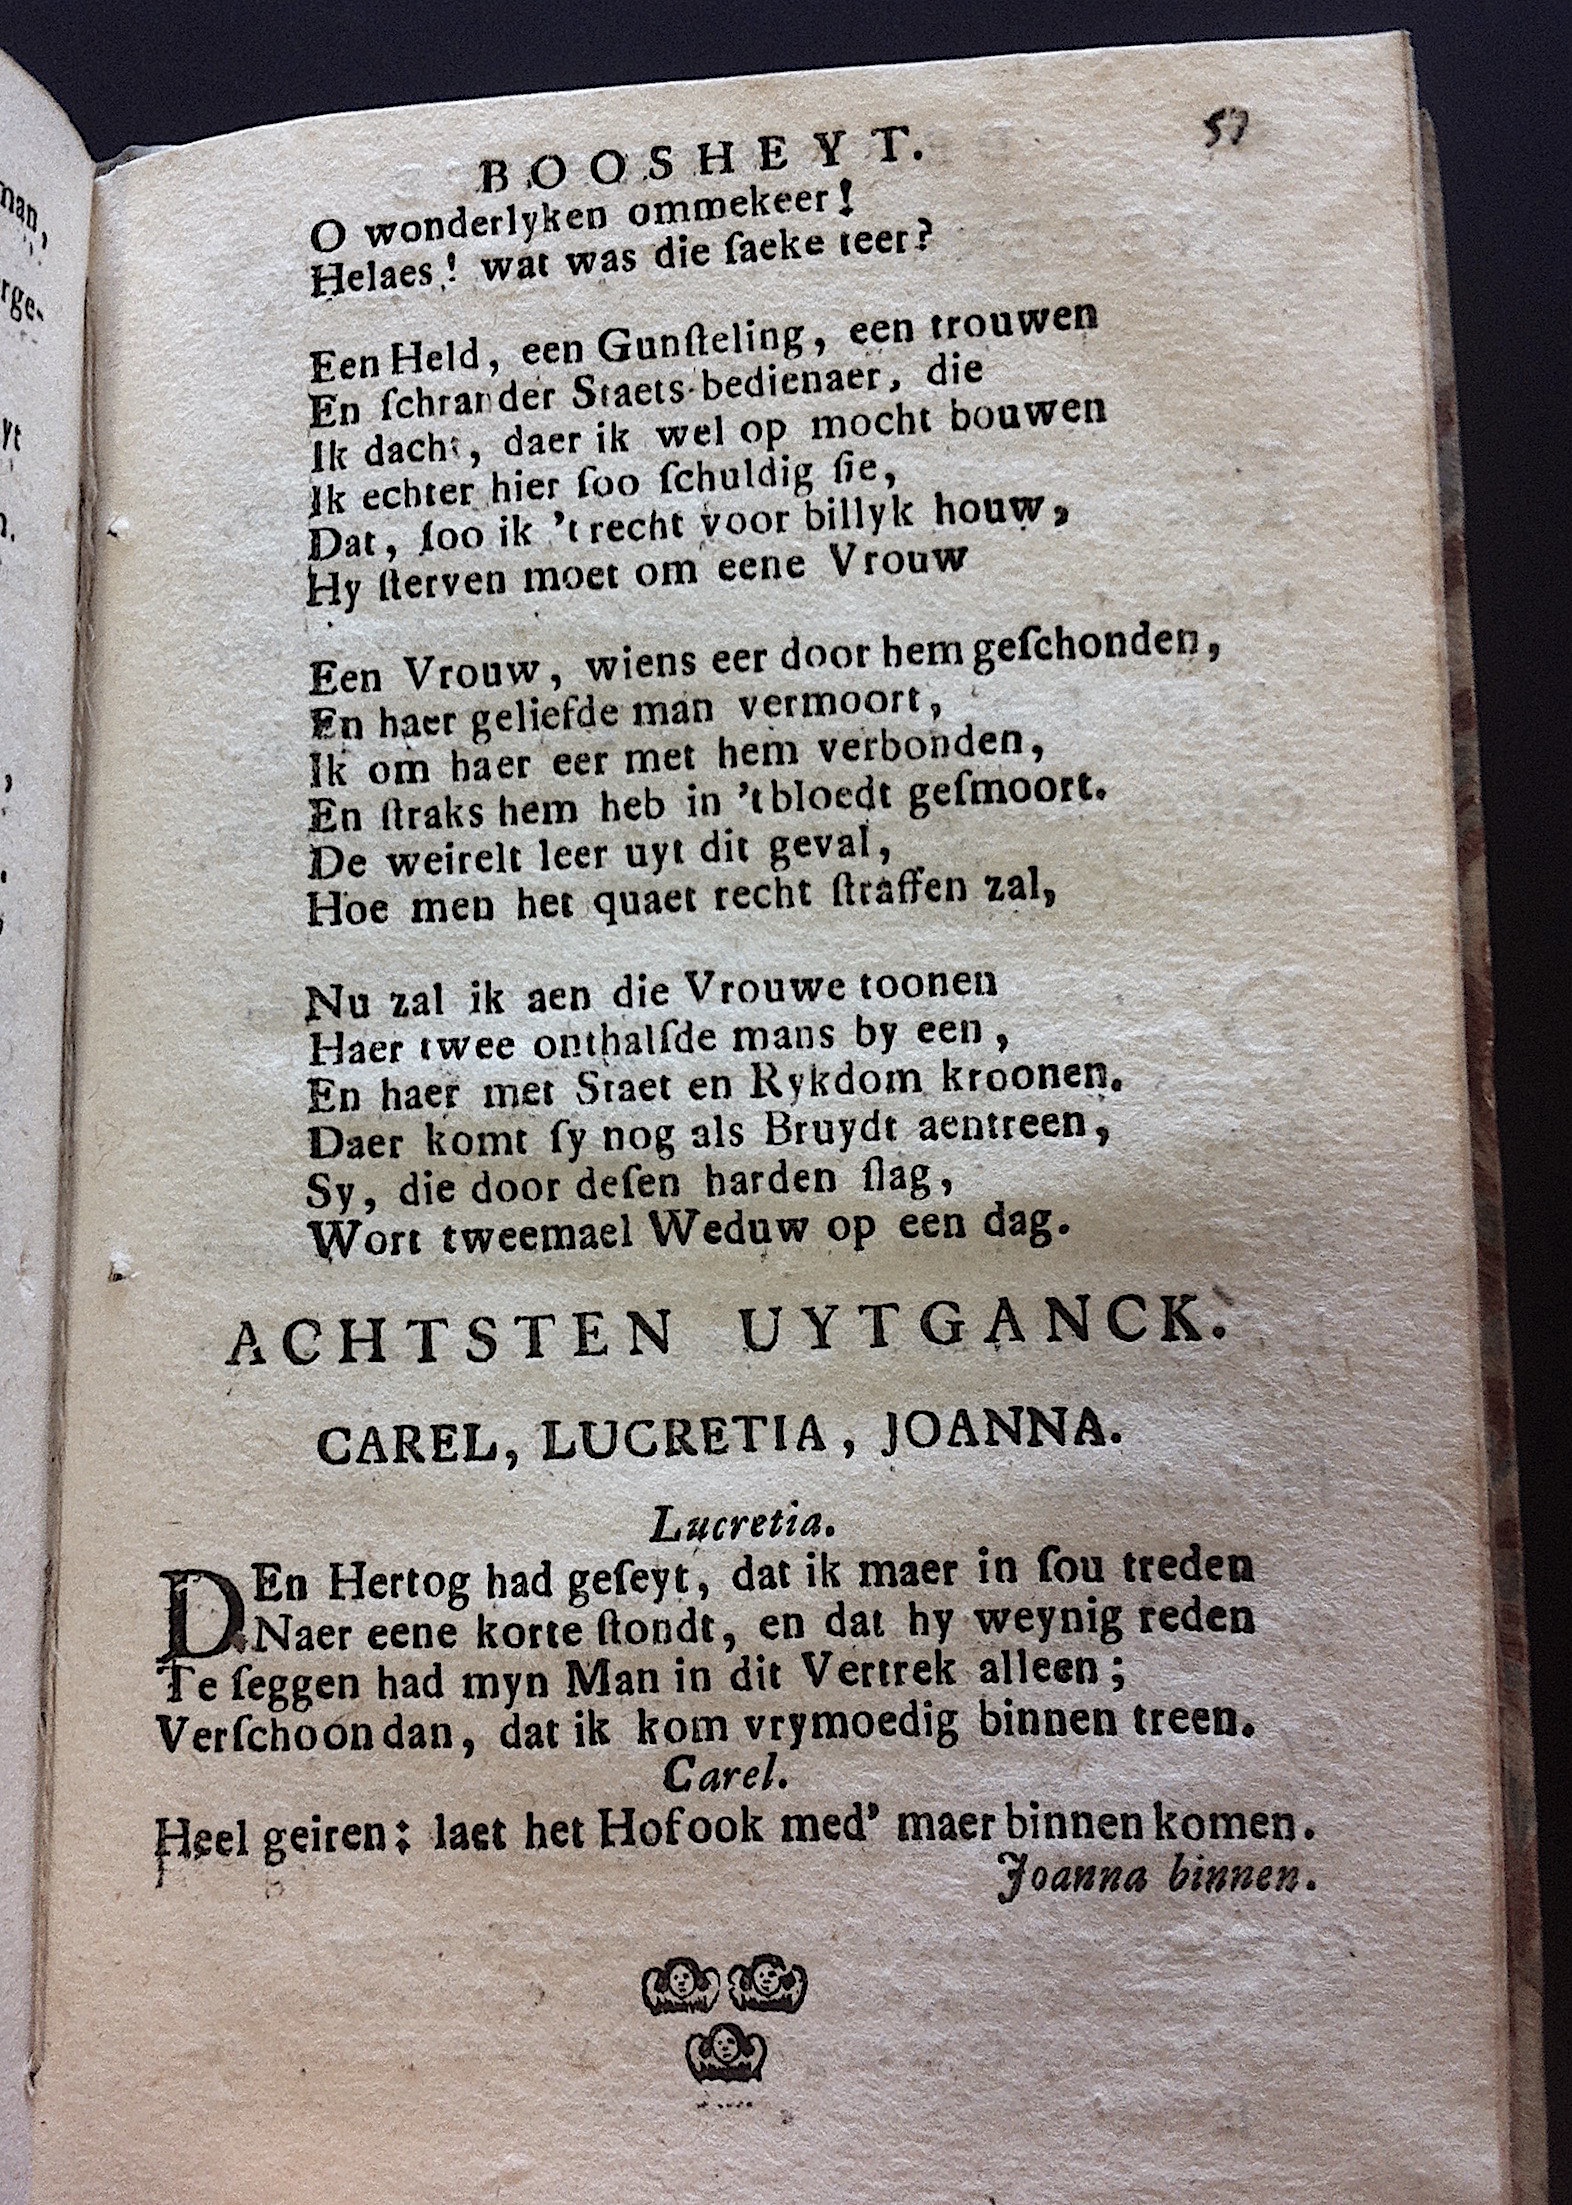 BOOSHEYT. 57
O wonderlyken ommekeer!
Helaes! wat was die ſaeke teer?
Een Held, een Gunſteling, een trouwen
En ſchrander Staets-bedienaer, die
Ik dacht, daer ik wel op mocht bouwen
Ik echter hier ſoo ſchuldig ſie,
Dat, ſoo ik 't recht voor billyk houw,
Hy ſterven moet om eene Vrouw
Een Vrouw, wiens eer door hem geſchonden,
En haer geliefde man vermoort,
Ik om haer eer met hem verbonden,
En ſtraks hem heb in 't bloedt geſmoort.
De weirelt leer uyt dit geval,
Hoe men het quaet recht ſtraffen zal,
Nu zal ik aen die Vrouwe toonen
Haer twee onthalſde mans by een,
En haer met Staet en Rykdom kroonen.
Daer komt ſy nog als Bruydt aentreen,
Sy, die door deſen harden ſlag,
Wort tweemael Weduw op een dag.
ACHTSTEN UYTGANCK.
CAREL, LUCRETIA, JOANNA.
Lucretia.
DEn Hertog had geſeyt, dat ik maer in ſou treden
Naer eene korte ſtondt, en dat hy weynig reden
Te ſeggen had myn Man in dit Vertrek alleen;
Verſchoon dan, dat ik kom vrymoedig binnen treen.
Carel.
Heel geiren: laet het Hof ook med' maer binnen komen.
Joanna binnen.
man,
rge-
yt